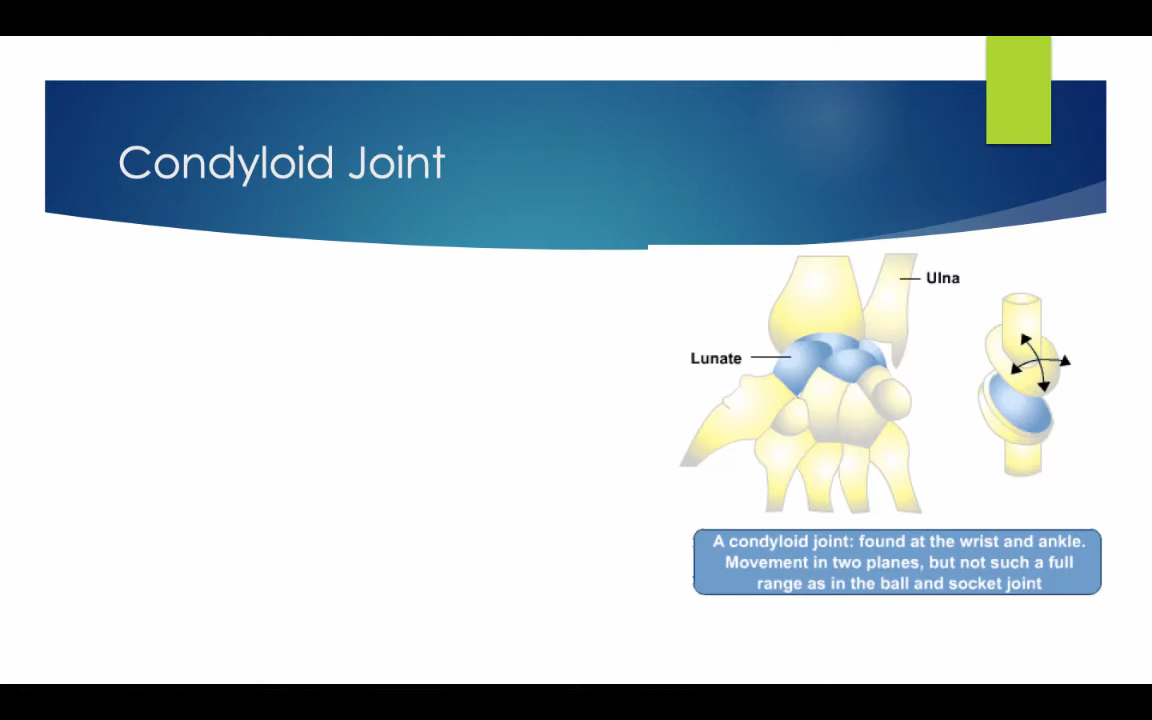 Condyloid Joint
Ulna
Lunate
A condyloid joint: found at the wrist and ankle.
Movement in two planes, but not such a full
range as in the ball and socket joint